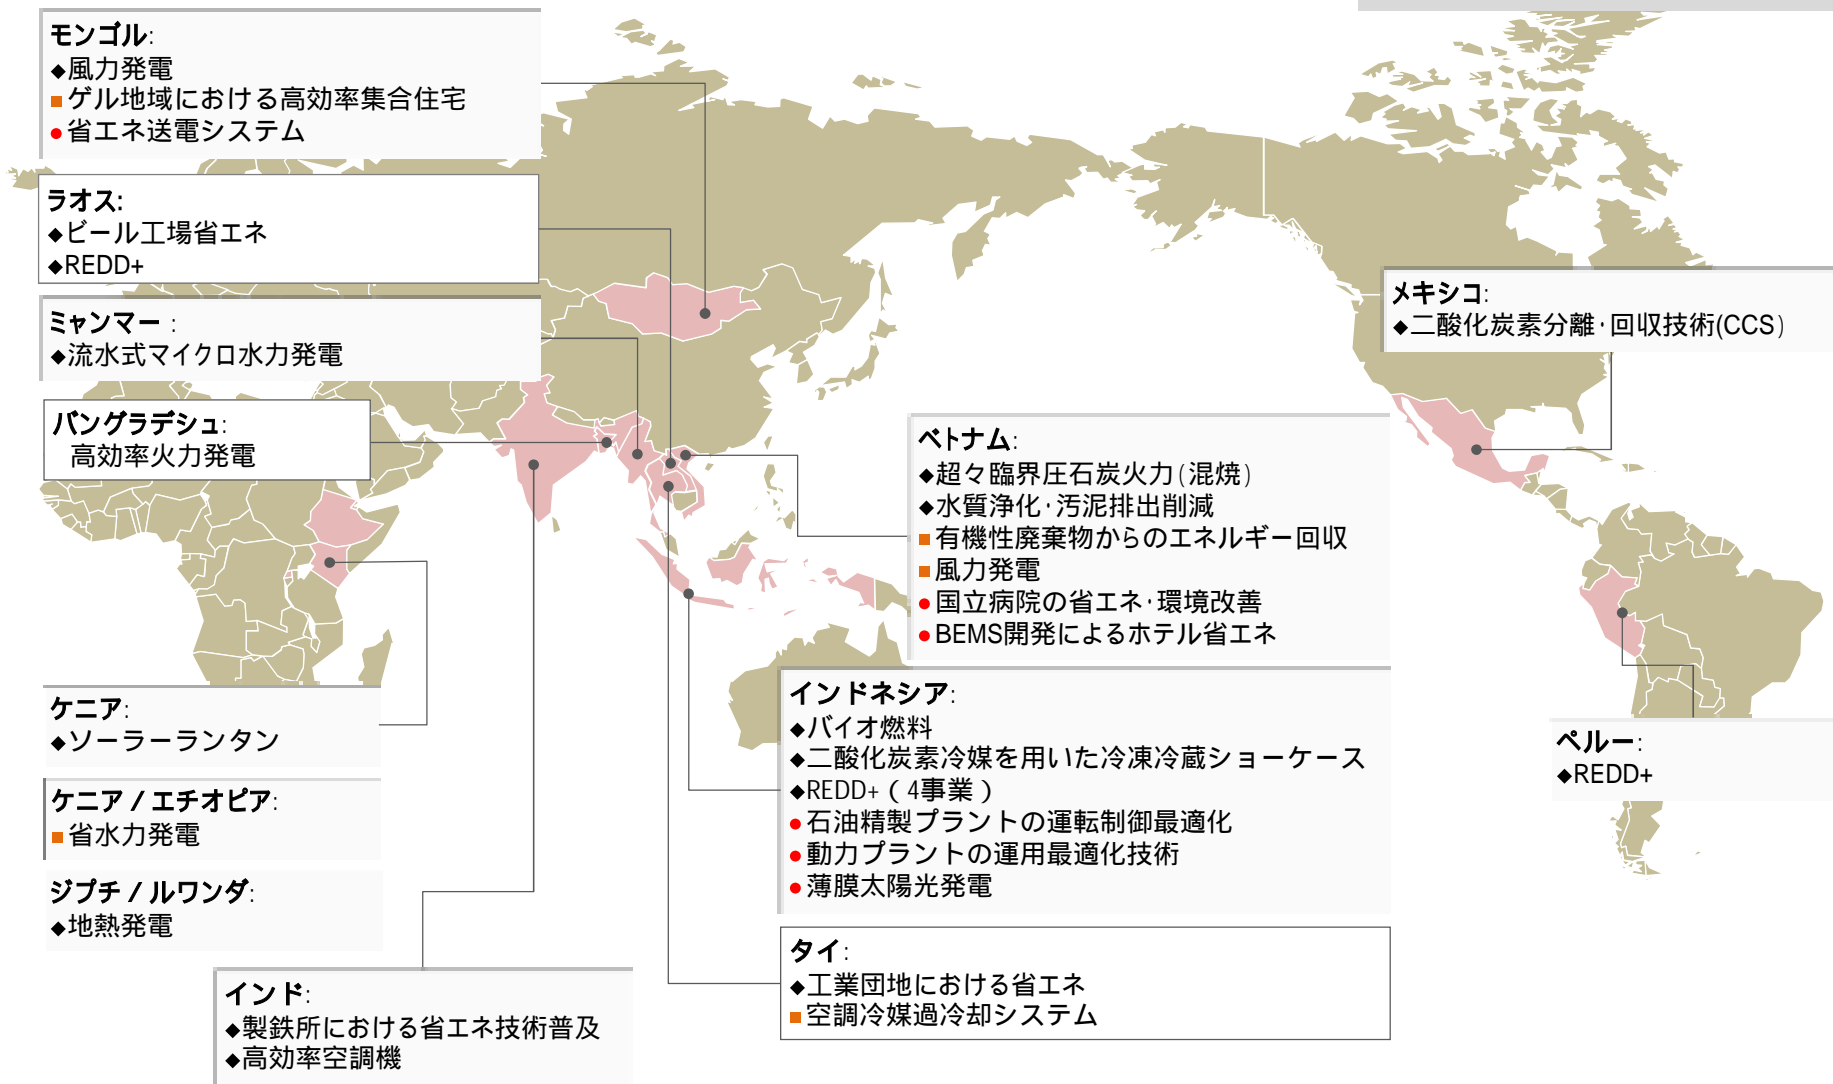 モンゴル:
◆風力発電
■ゲル地域における高効率集合住宅
●省エネ送電システム
ラオス:
◆ビール工場省エネ
◆REDD+
ミャンマー :
◆流水式マイクロ水力発電
バングラデシュ:
高効率火力発電
ケニア:
◆ソーラーランタン
ケニア / エチオピア:
■省水力発電
ジブチ / ルワンダ:
◆地熱発電
インド:
◆製鉄所における省エネ技術普及
◆高効率空調機
ベトナム:
◆超々臨界圧石炭火力(混焼)
◆水質浄化・汚泥排出削減
■有機性廃棄物からのエネルギー回収
■風力発電
●国立病院の省エネ・環境改善
●BEMS開発によるホテル省エネ
インドネシア:
◆バイオ燃料
◆二酸化炭素冷媒を用いた冷凍冷蔵ショーケース
◆REDD+ ( 4事業 )
●石油精製プラントの運転制御最適化
●動力プラントの運用最適化技術
●薄膜太陽光発電
タイ:
◆工業団地における省エネ
■空調冷媒過冷却システム
メキシコ:
◆二酸化炭素分離・回収技術(CCS)
ペルー:
◆REDD+